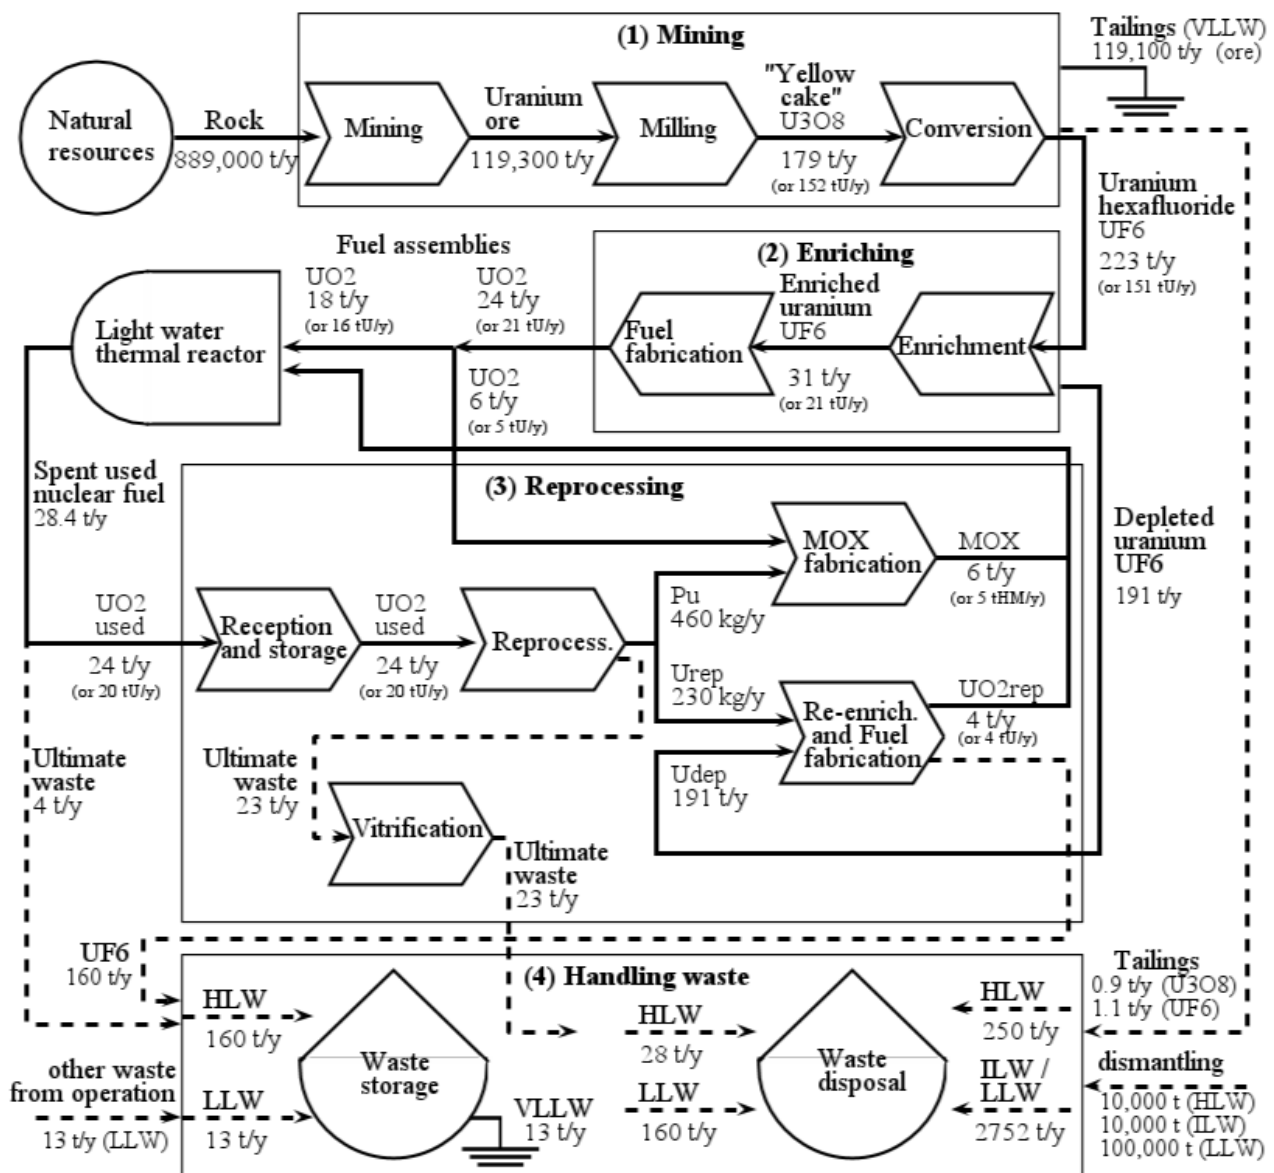 (1) Mining
Tailings (VLLW)
119,100 t/y (ore)
Natural
resources
Rock
889,000 t/y
Mining
Uranium
ore
119,300 t/y
Milling
"Yellow
cake"
U3O8
179 t/y
(or 152 tU/y)
Conversion
Uranium
hexafluoride
UF6
223 t/y
(or 151 tU/y)
(2) Enriching
Fuel assemblies
UO2
18 t/y
(or 16 tU/y)
UO2
24 t/y
(or 21 tU/y)
Light water
thermal reactor
Fuel
fabrication
Enriched
uranium
UF6
31 t/y
(or 21 tU/y)
Enrichment
UO2
6 t/y
(or 5 tU/y)
Spent used
nuclear fuel
28.4 t/y
(3) Reprocessing
Depleted
uranium
UF6
191 t/y
MOX
fabrication
MOX
6 t/y
(or 5 tHM/y)
UO2
used
24 t/y
(or 20 tU/y)
Reception
and storage
UO2
used
24 t/y
(or 20 tU/y)
Reprocess.
Pu
460 kg/y
Urep
230 kg/y
Re-enrich.
and Fuel
fabrication
UO2rep
4 t/y
(or 4 tU/y)
Udep
191 t/y
Ultimate
waste
4 t/y
Ultimate
waste
23 t/y
Vitrification
Ultimate
waste
23 t/y
UF6
160 t/y
(4) Handling waste
HLW
160 t/y
Waste
storage
HLW
28 t/y
Waste
disposal
HLW
250 t/y
Tailings
0.9 t/y (U3O8)
1.1 t/y (UF6)
other waste
from operation
13 t/y (LLW)
LLW
13 t/y
VLLW
13 t/y
LLW
160 t/y
ILW /
LLW
2752 t/y
dismantling
10,000 t (HLW)
10,000 t (ILW)
100,000 t (LLW)